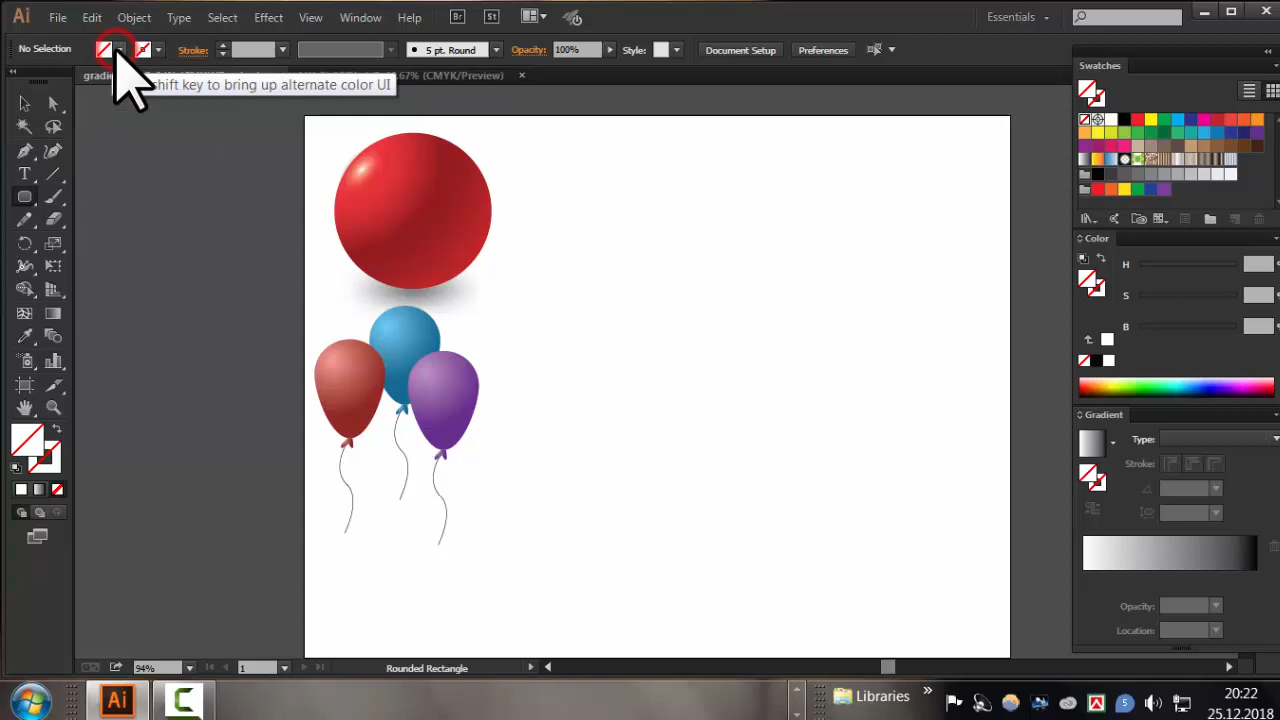 Ai File Edit Object Type Select Effect View Window Help Br St Essentials
No Selection Stroke: 5 pt. Round Opacity: 100% Style: Document Setup Preferences
shift key to bring up alternate color UI
(CMYK/Preview)
Swatches
Color
H
S
B
Gradient
Type:
Stroke:
Opacity:
Location:
94% 1 Rounded Rectangle
Ai C Libraries
20:22
25.12.2018